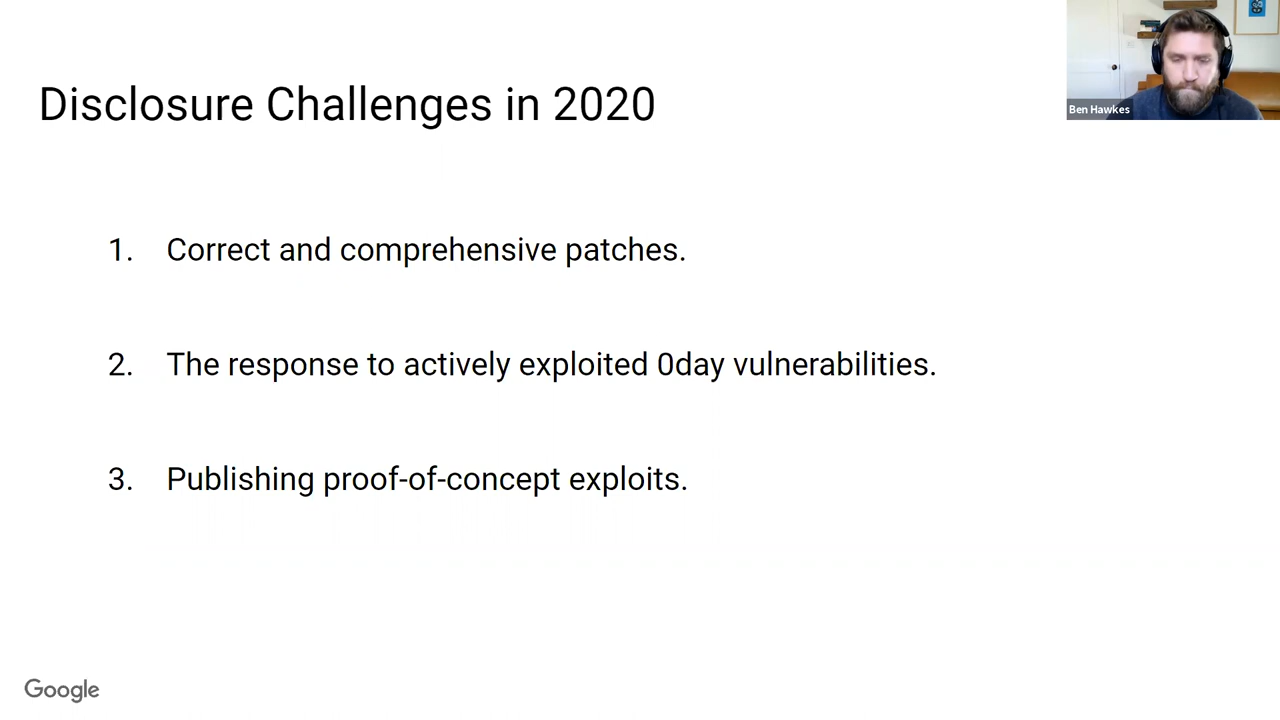 Disclosure Challenges in 2020
Ben Hawkes
1. Correct and comprehensive patches.
2. The response to actively exploited 0day vulnerabilities.
3. Publishing proof-of-concept exploits.
Google